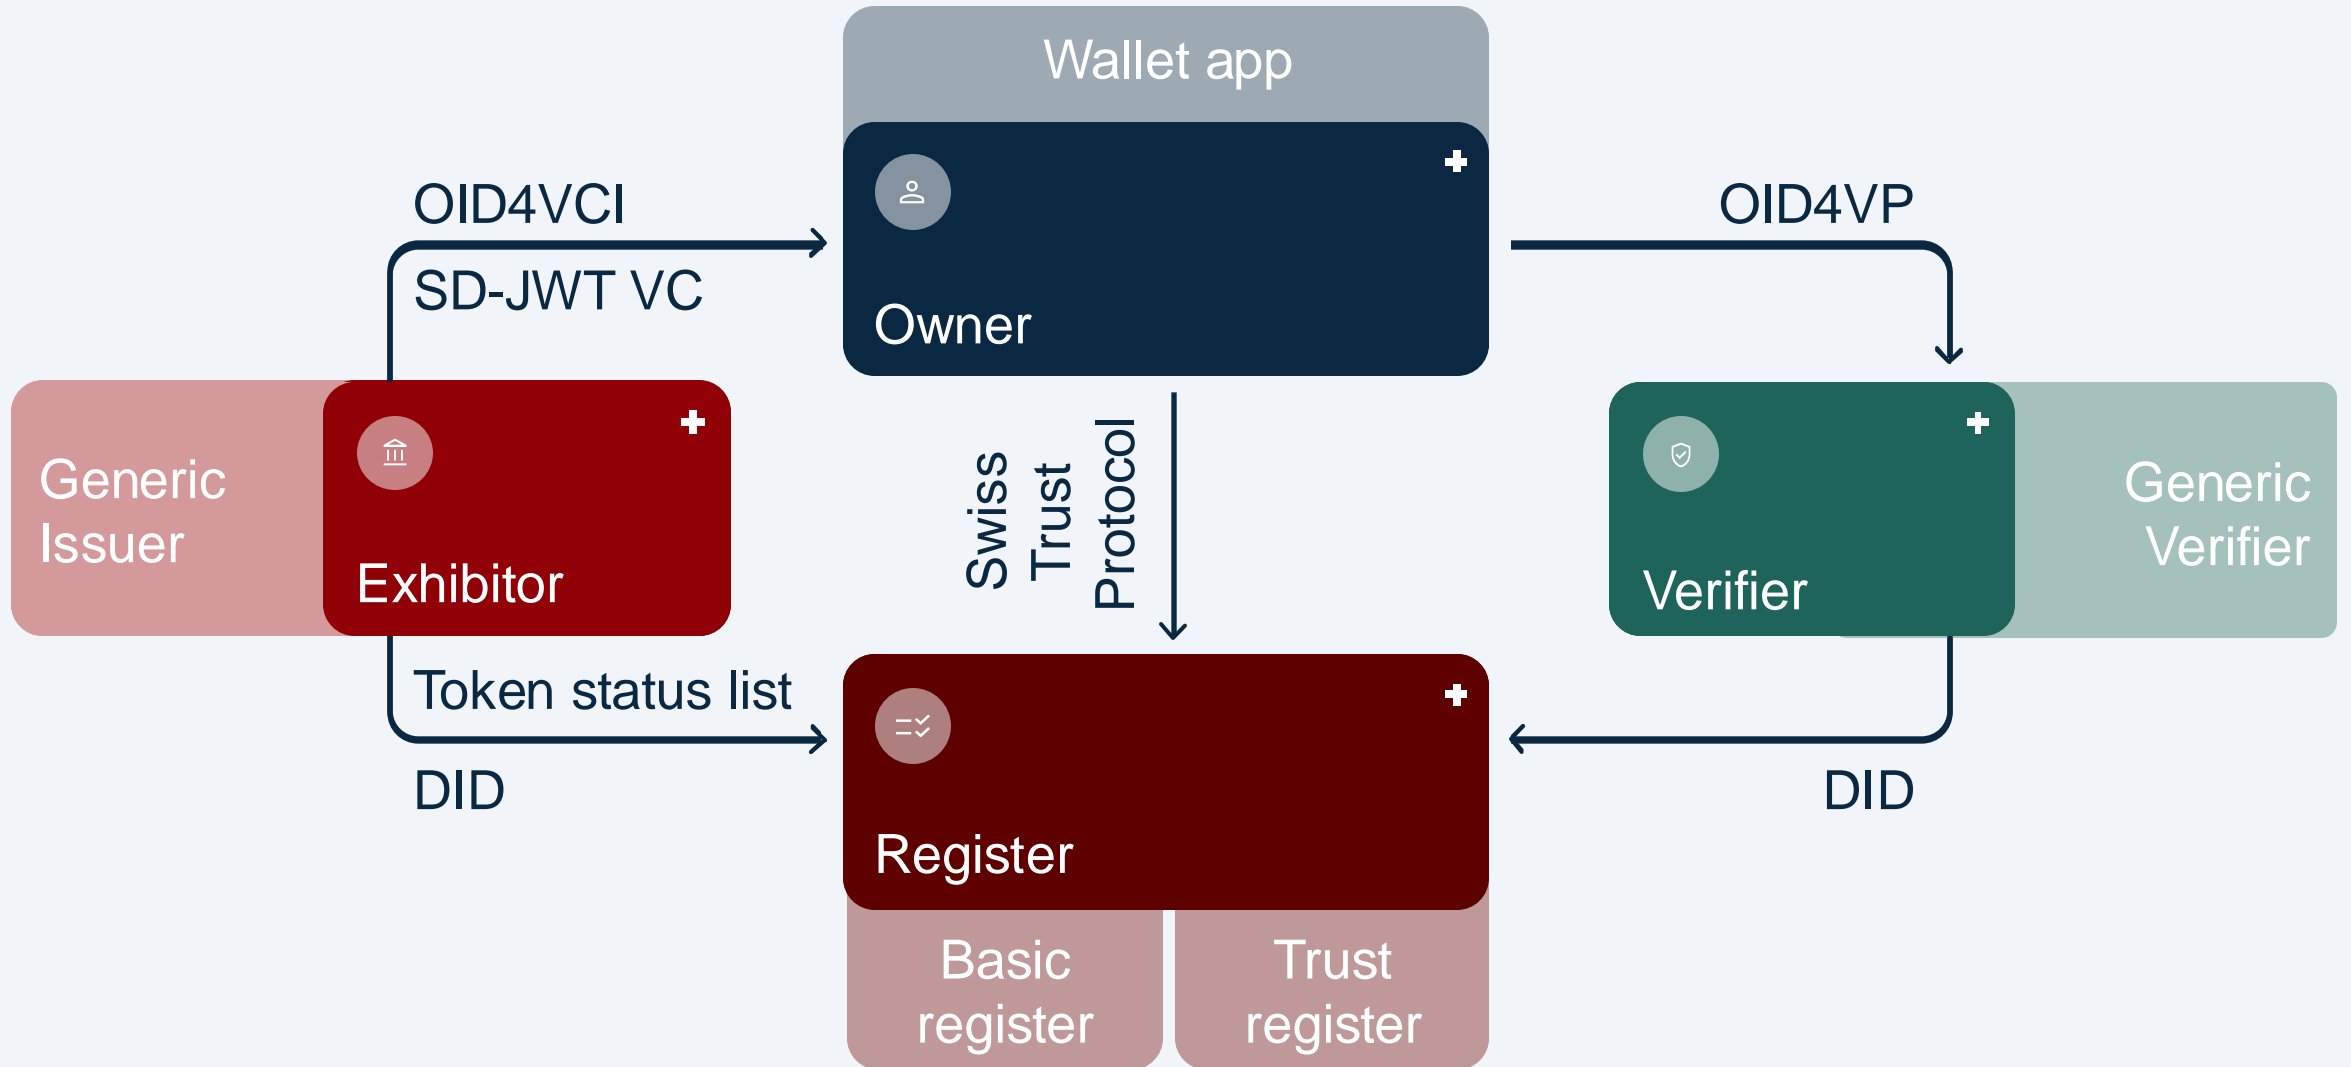 Wallet app
OID4VCI
SD-JWT VC
Owner
OID4VP
Generic
Issuer
Exhibitor
Swiss
Trust
Protocol
Verifier
Generic
Verifier
Token status list
DID
Register
DID
Basic
register
Trust
register